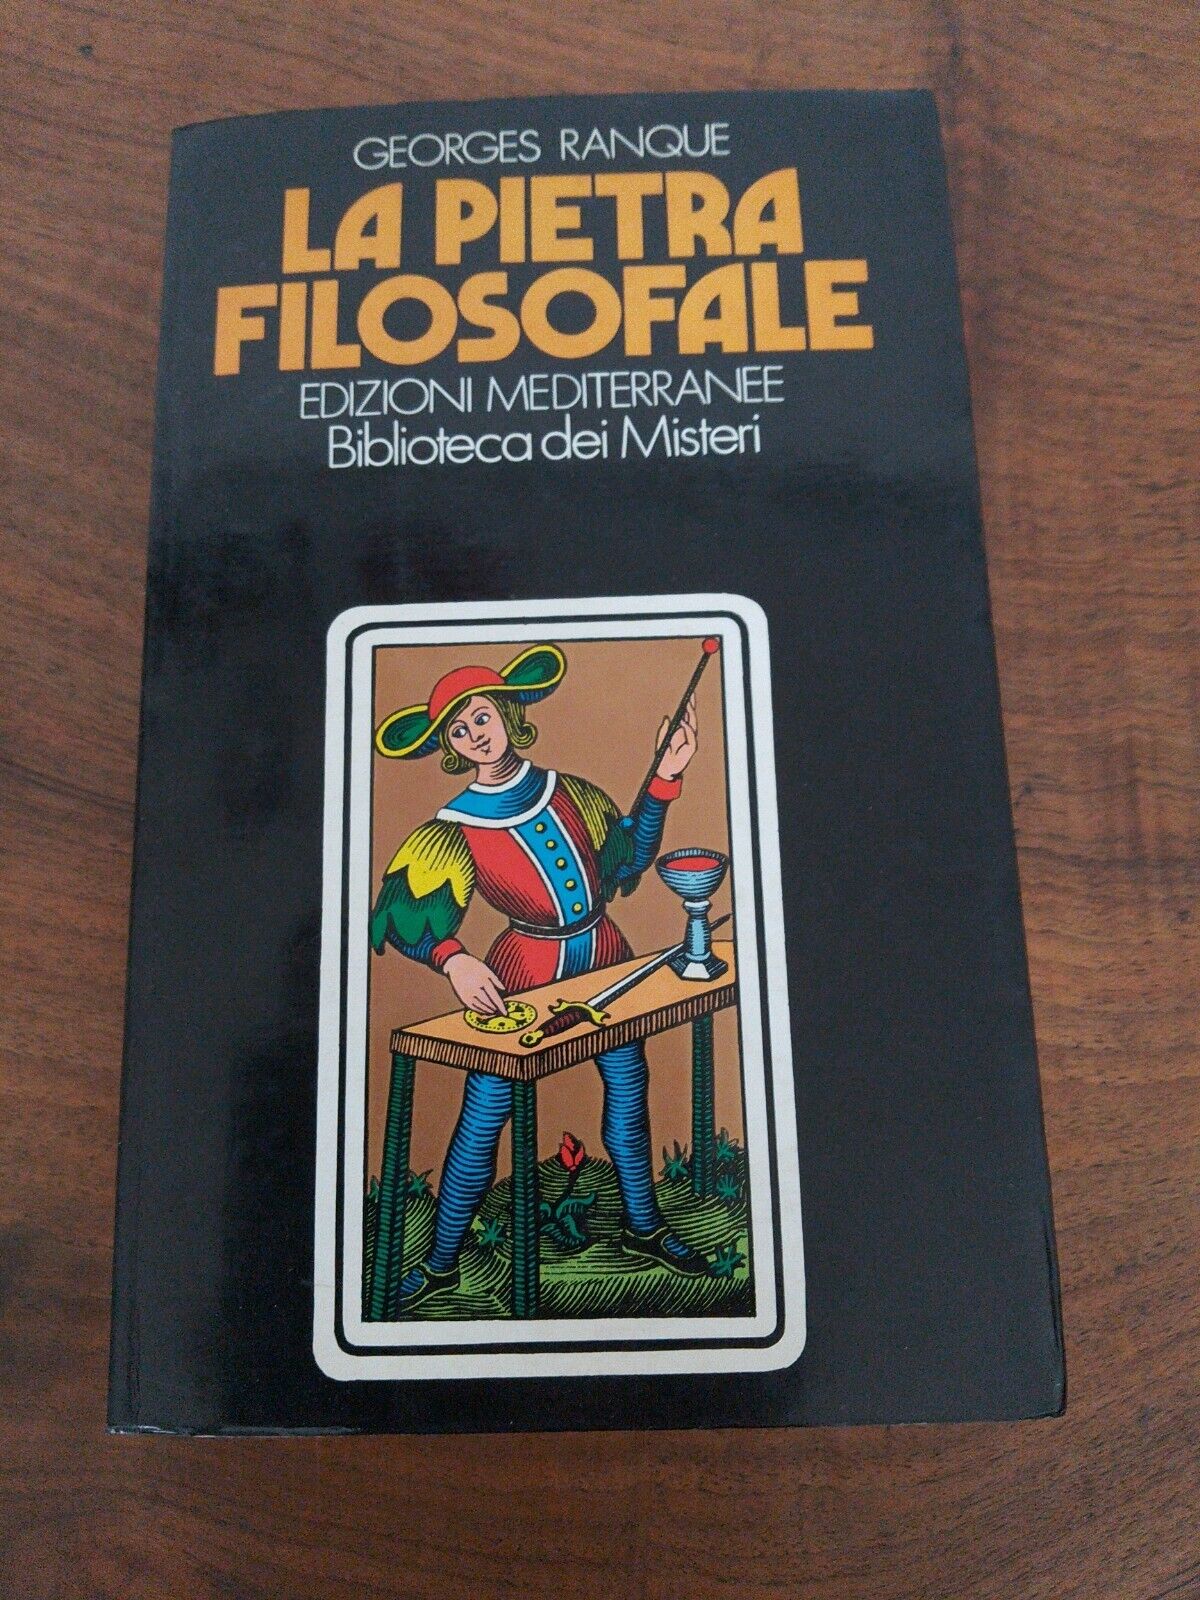 GEORGES RANQUE
LA PIETRA
FILOSOFALE
EDIZIONI MEDITERRANEE
Biblioteca dei Misteri